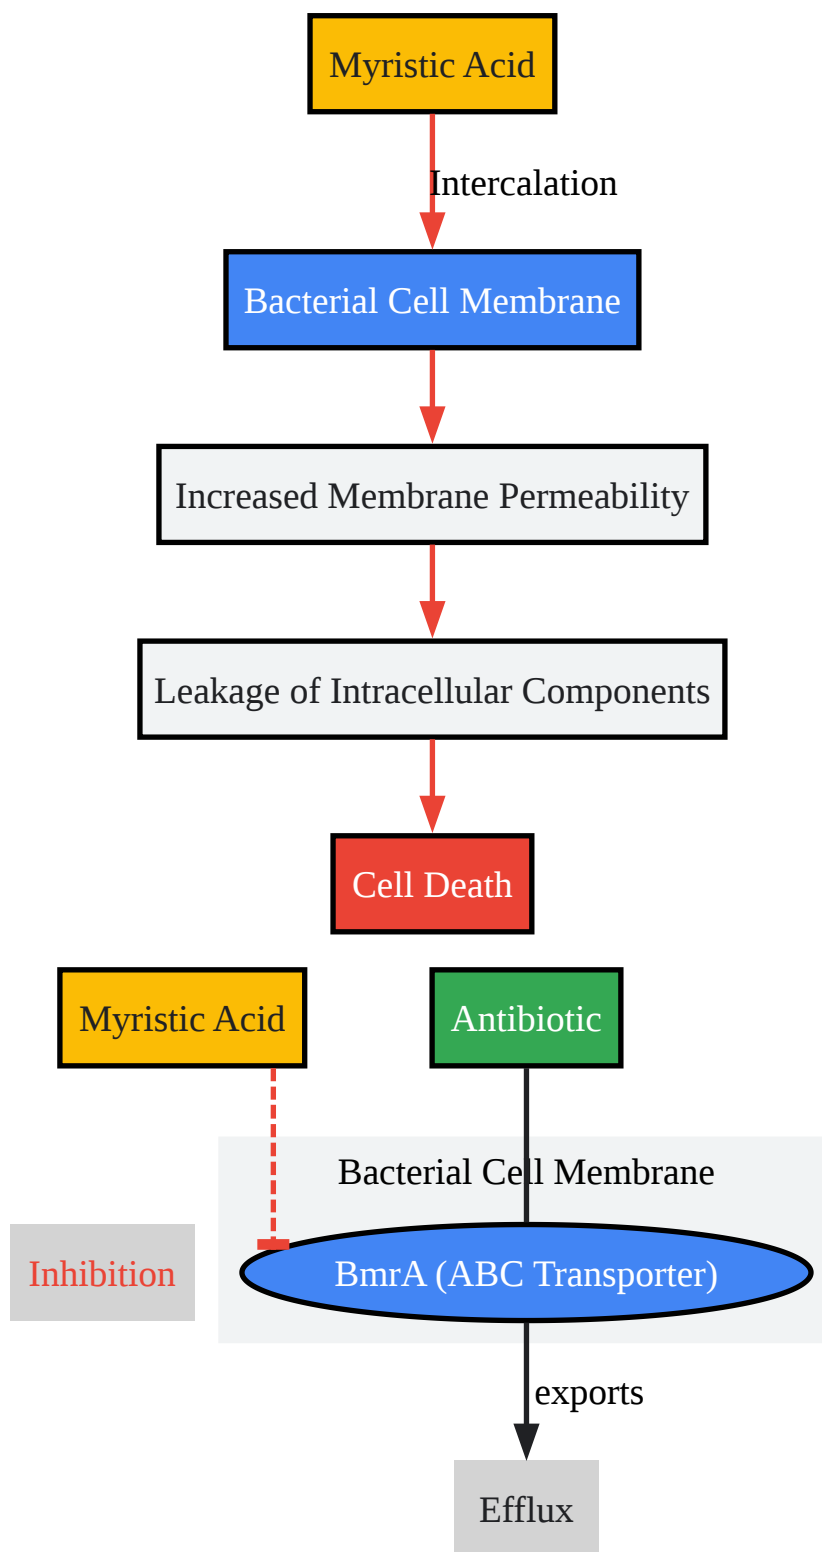 Myristic Acid
Intercalation
Bacterial Cell Membrane
Increased Membrane Permeability
Leakage of Intracellular Components
Cell Death
Myristic Acid
Antibiotic
Bacterial Cell Membrane
Inhibition
BmrA (ABC Transporter)
exports
Efflux